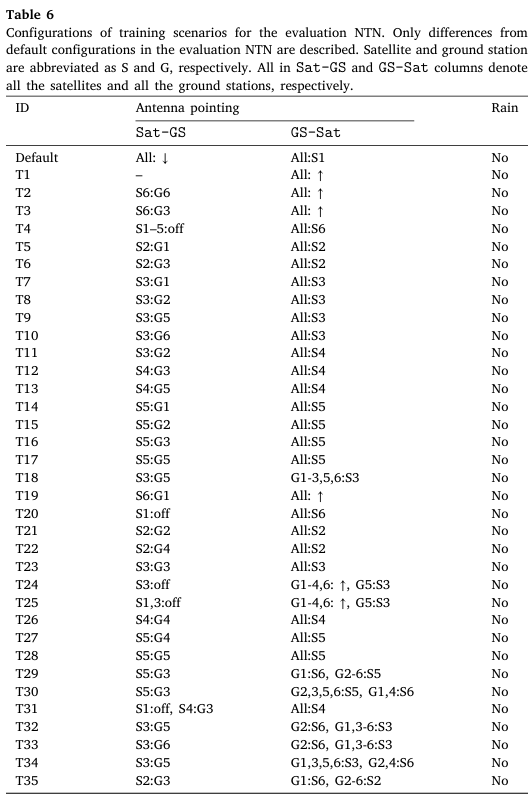 Table 6
Configurations of training scenarios for the evaluation NTN. Only differences from
default configurations in the evaluation NTN are described. Satellite and ground station
are abbreviated as S and G, respectively. All in Sat-GS and GS-Sat columns denote
all the satellites and all the ground stations, respectively.
ID Antenna pointing Rain
Sat-GS GS-Sat
Default All: ↓ All:S1 No
T1 – All: ↑ No
T2 S6:G6 All: ↑ No
T3 S6:G3 All: ↑ No
T4 S1–5:off All:S6 No
T5 S2:G1 All:S2 No
T6 S2:G3 All:S2 No
T7 S3:G1 All:S3 No
T8 S3:G2 All:S3 No
T9 S3:G5 All:S3 No
T10 S3:G6 All:S3 No
T11 S3:G2 All:S4 No
T12 S4:G3 All:S4 No
T13 S4:G5 All:S4 No
T14 S5:G1 All:S5 No
T15 S5:G2 All:S5 No
T16 S5:G3 All:S5 No
T17 S5:G5 All:S5 No
T18 S3:G5 G1-3,5,6:S3 No
T19 S6:G1 All: ↑ No
T20 S1:off All:S6 No
T21 S2:G2 All:S2 No
T22 S2:G4 All:S2 No
T23 S3:G3 All:S3 No
T24 S3:off G1-4,6: ↑, G5:S3 No
T25 S1,3:off G1-4,6: ↑, G5:S3 No
T26 S4:G4 All:S4 No
T27 S5:G4 All:S5 No
T28 S5:G5 All:S5 No
T29 S5:G3 G1:S6, G2-6:S5 No
T30 S5:G3 G2,3,5,6:S5, G1,4:S6 No
T31 S1:off, S4:G3 All:S4 No
T32 S3:G5 G2:S6, G1,3-6:S3 No
T33 S3:G6 G2:S6, G1,3-6:S3 No
T34 S3:G5 G1,3,5,6:S3, G2,4:S6 No
T35 S2:G3 G1:S6, G2-6:S2 No